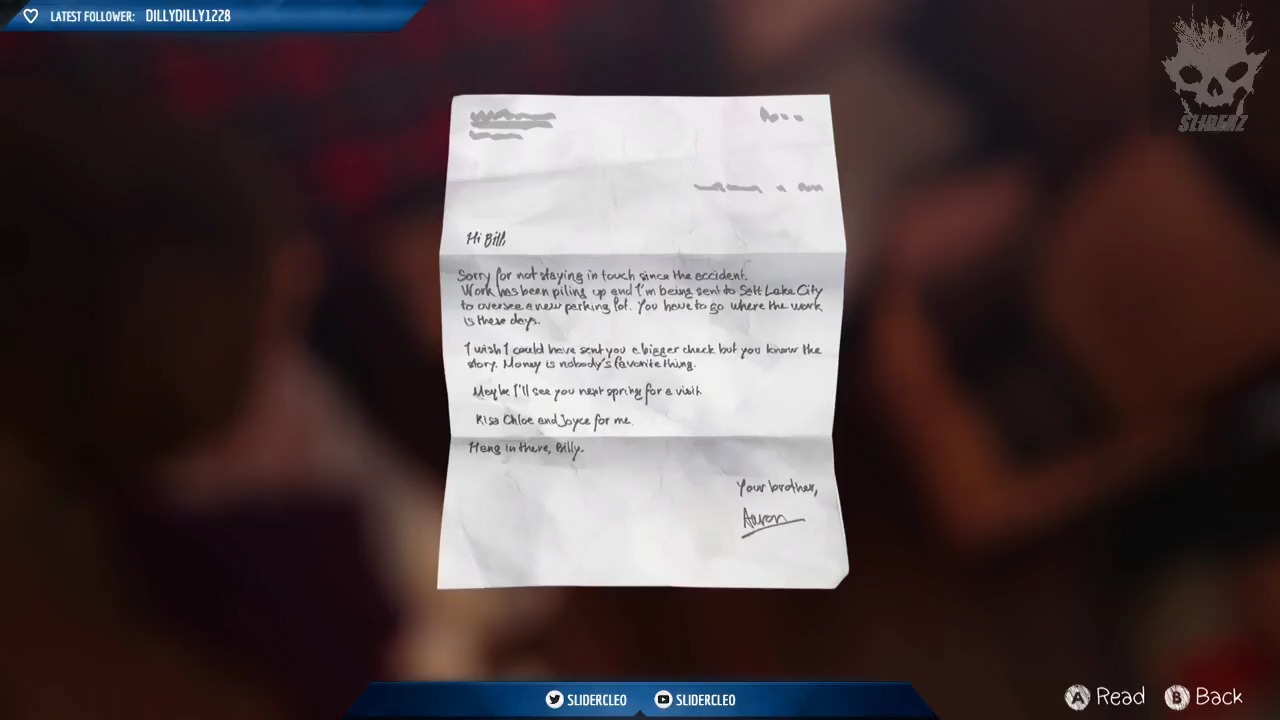 LATEST FOLLOWER: DILLYDILLY1228
SLIDERZ
Hi Bill,
Sorry for not staying in touch since the accident.
Work has been piling up and I'm being sent to Salt Lake City
to oversee a new parking lot. You have to go where the work
is these days.
I wish I could have sent you a bigger check but you know the
story. Money is nobody's favorite thing.
Maybe I'll see you next spring for a visit.
Kiss Chloe and Joyce for me.
Hang in there, Billy.
Your brother,
Aaron
SLIDERCLEO SLIDERCLEO
A Read B Back